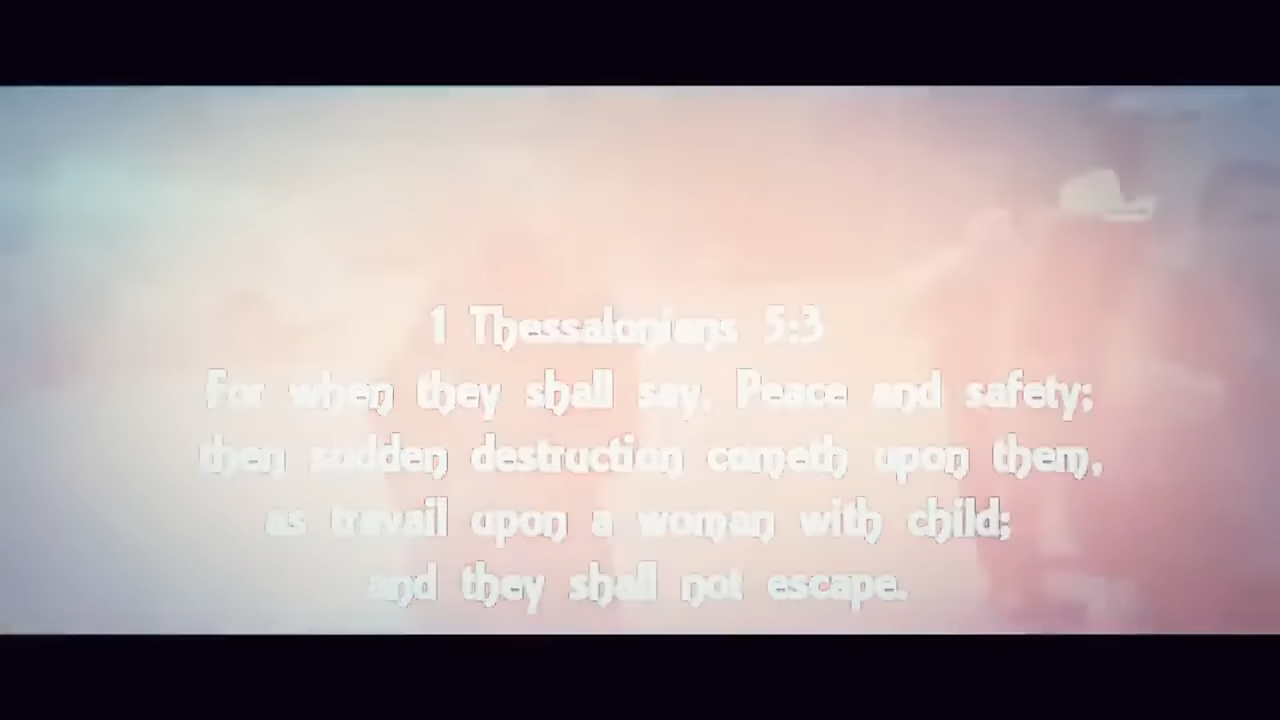 1 Thessalonians 5:3
For when they shall say, Peace and safety;
then sudden destruction cometh upon them,
as travail upon a woman with child;
and they shall not escape.